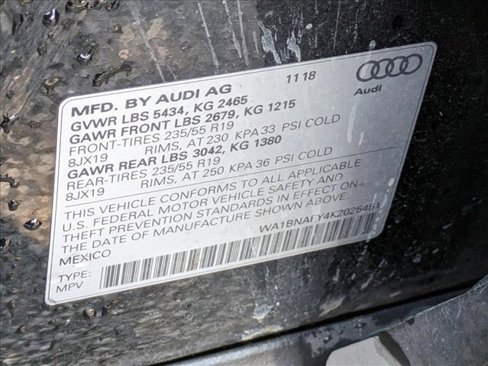 MFD. BY AUDI AG 11 18
Audi
GVWR LBS 5434, KG 2465
GAWR FRONT LBS 2679, KG 1215
FRONT-TIRES 235/55 R19
8JX19 RIMS, AT 230 KPA 33 PSI COLD
GAWR REAR LBS 3042, KG 1380
REAR-TIRES 235/55 R19
8JX19 RIMS, AT 250 KPA 36 PSI COLD
THIS VEHICLE CONFORMS TO ALL APPLICABLE
U.S. FEDERAL MOTOR VEHICLE SAFETY AND
THEFT PREVENTION STANDARDS IN EFFECT ON
THE DATE OF MANUFACTURE SHOWN ABOVE.
MEXICO WA1BNAFY4K2025451
TYPE:
MPV